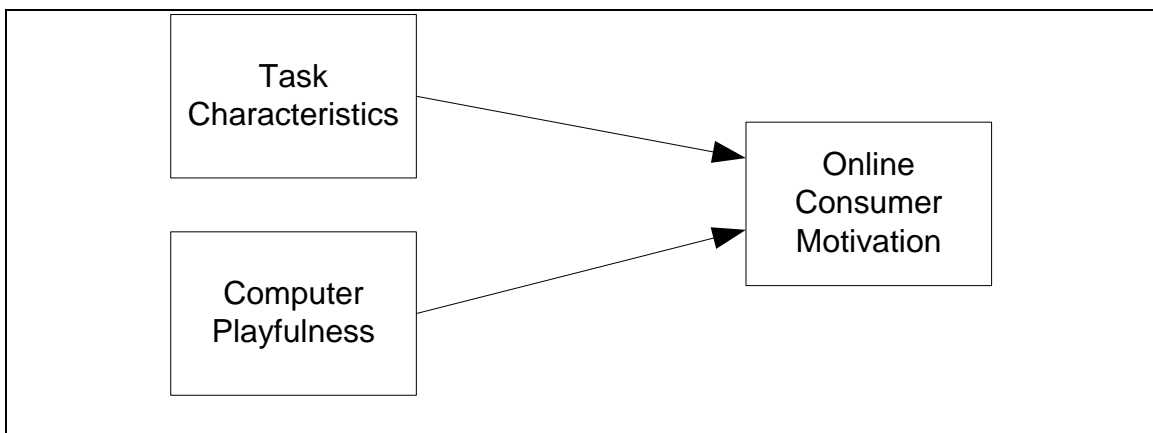 Task
Characteristics
Computer
Playfulness
Online
Consumer
Motivation